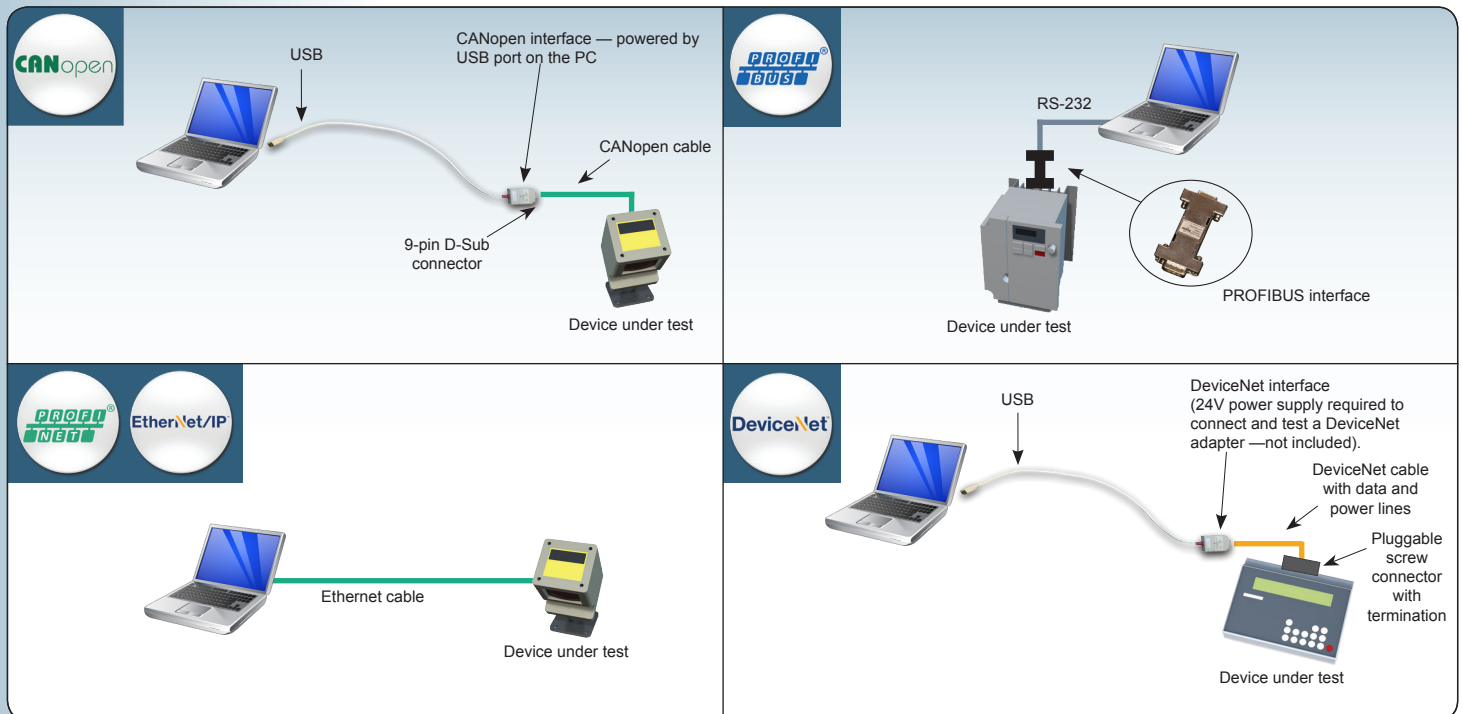 CANopen
USB
CANopen interface — powered by
USB port on the PC
CANopen cable
9-pin D-Sub
connector
Device under test
PROFI®
BUS
RS-232
PROFIBUS interface
Device under test
PROFI®
NET
EtherNet/IP
Ethernet cable
Device under test
DeviceNet
USB
DeviceNet interface
(24V power supply required to
connect and test a DeviceNet
adapter —not included).
DeviceNet cable
with data and
power lines
Pluggable
screw
connector
with
termination
Device under test